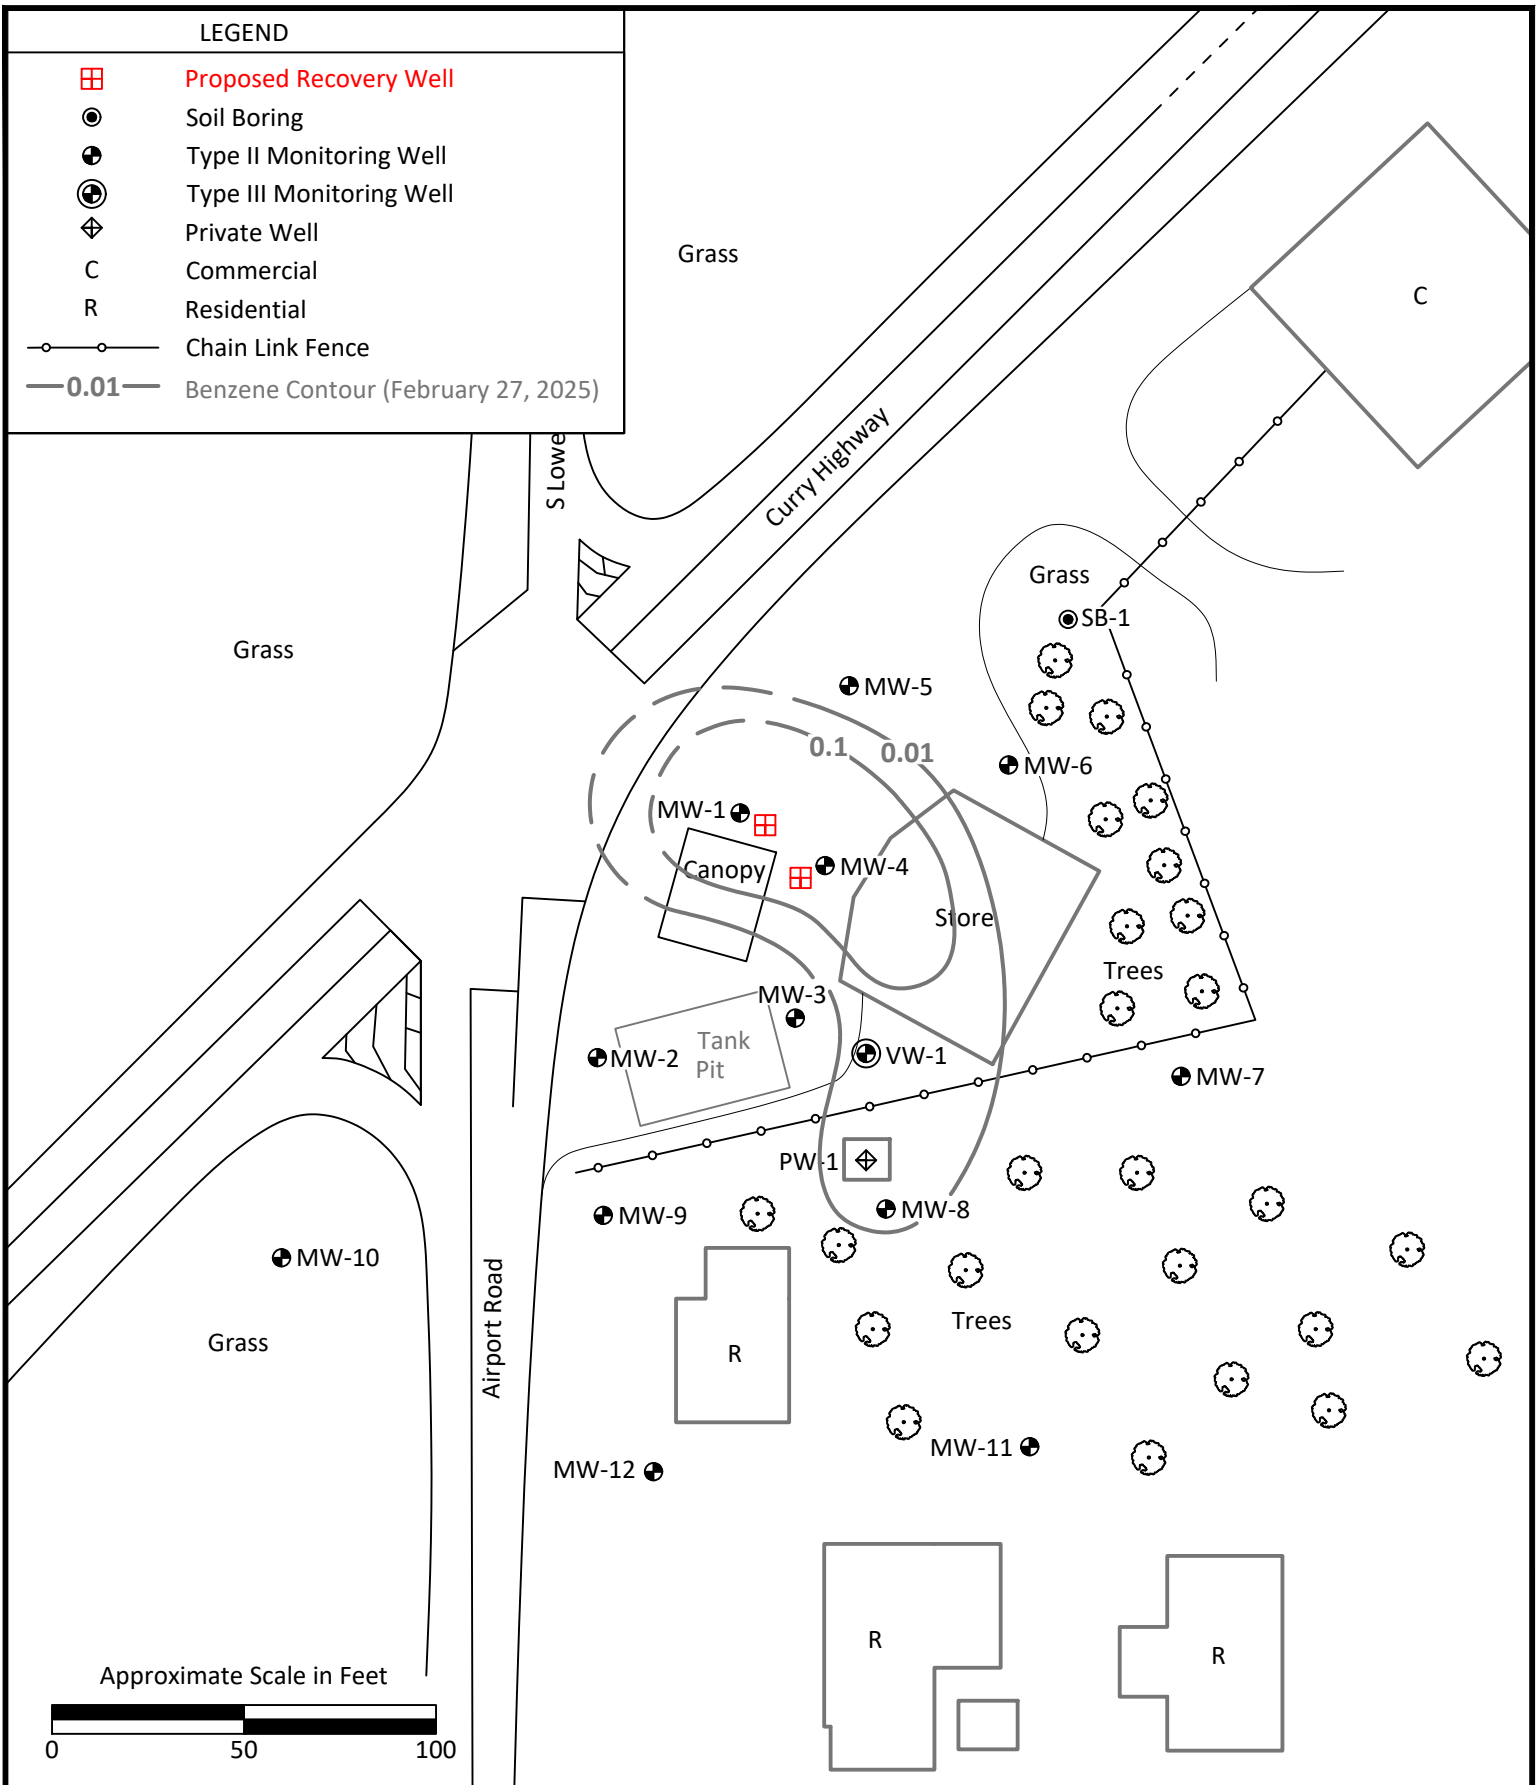 LEGEND
Proposed Recovery Well
Soil Boring
Type II Monitoring Well
Type III Monitoring Well
Private Well
C Commercial
R Residential
Chain Link Fence
0.01 Benzene Contour (February 27, 2025)
Grass
C
S Lowe
Curry Highway
Grass
SB-1
Grass
MW-5
0.1
0.01
MW-6
MW-1
Canopy
MW-4
Store
Trees
MW-3
Tank
Pit
MW-2
VW-1
MW-7
PW-1
MW-8
MW-9
MW-10
Airport Road
Grass
Trees
R
MW-11
MW-12
R
R
Approximate Scale in Feet
0 50 100